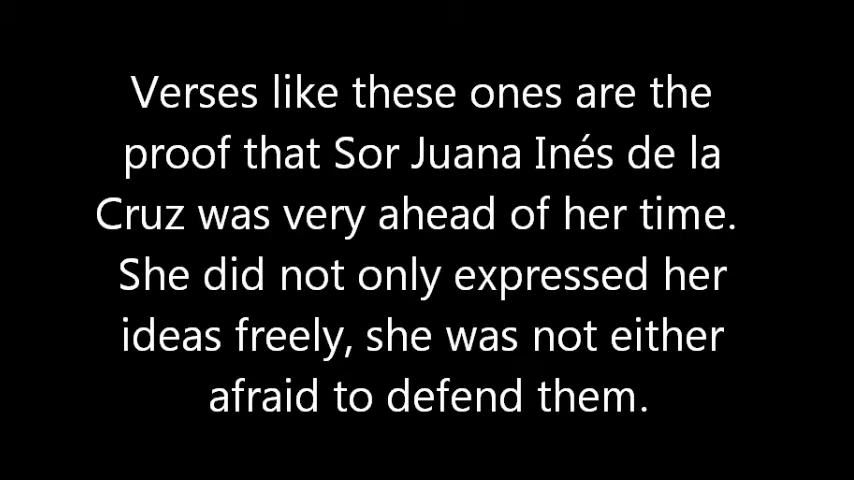 Verses like these ones are the
proof that Sor Juana Inés de la
Cruz was very ahead of her time.
She did not only expressed her
ideas freely, she was not either
afraid to defend them.